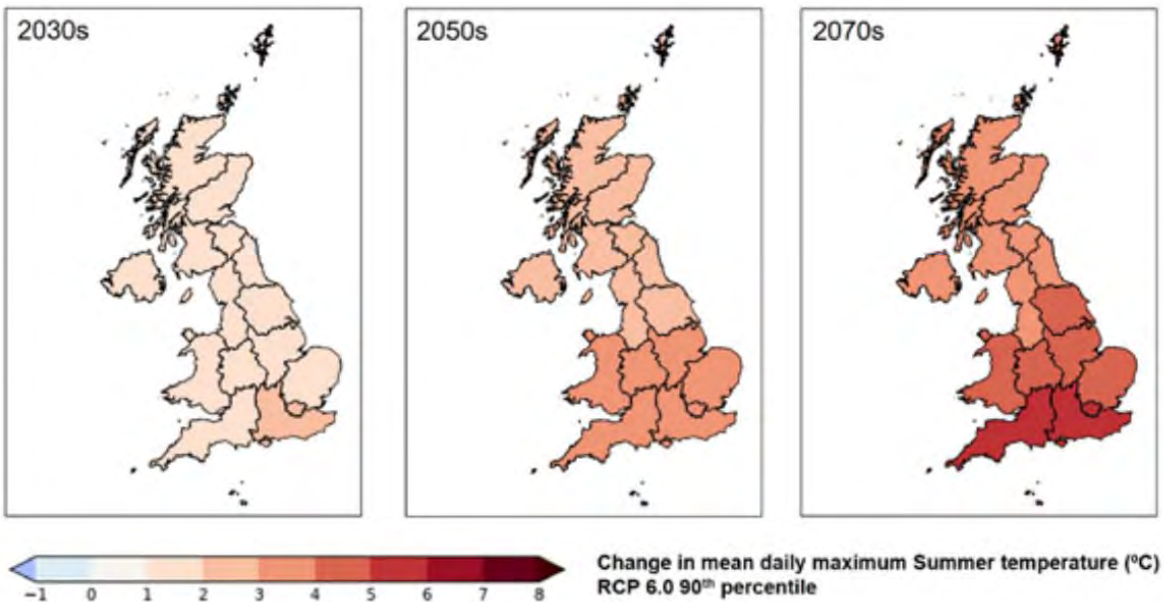 2030s
2050s
2070s
−1 0 1 2 3 4 5 6 7 8
Change in mean daily maximum Summer temperature (ºC)
RCP 6.0 90th percentile